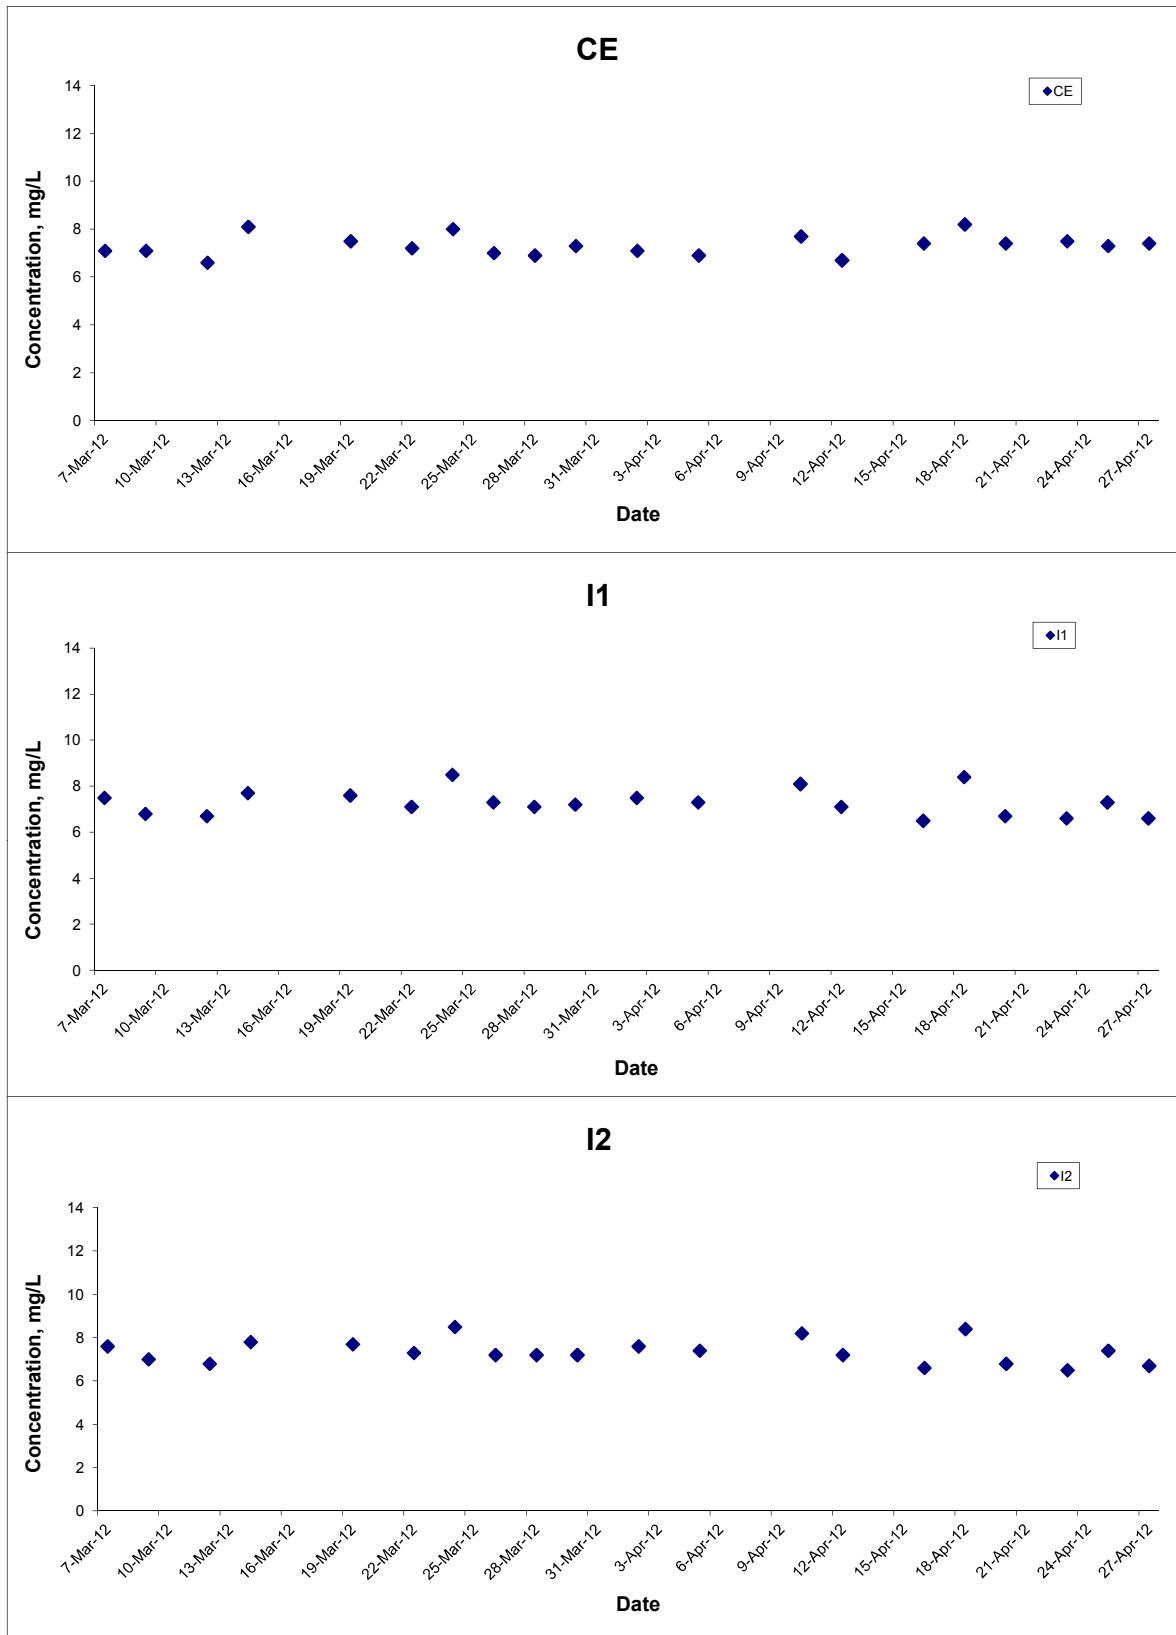 CE
CE
14
12
10
8
6
4
2
0
Concentration, mg/L
7-Mar-12 10-Mar-12 13-Mar-12 16-Mar-12 19-Mar-12 22-Mar-12 25-Mar-12 28-Mar-12 31-Mar-12 3-Apr-12 6-Apr-12 9-Apr-12 12-Apr-12 15-Apr-12 18-Apr-12 21-Apr-12 24-Apr-12 27-Apr-12
Date
I1
I1
14
12
10
8
6
4
2
0
Concentration, mg/L
7-Mar-12 10-Mar-12 13-Mar-12 16-Mar-12 19-Mar-12 22-Mar-12 25-Mar-12 28-Mar-12 31-Mar-12 3-Apr-12 6-Apr-12 9-Apr-12 12-Apr-12 15-Apr-12 18-Apr-12 21-Apr-12 24-Apr-12 27-Apr-12
Date
I2
I2
14
12
10
8
6
4
2
0
Concentration, mg/L
7-Mar-12 10-Mar-12 13-Mar-12 16-Mar-12 19-Mar-12 22-Mar-12 25-Mar-12 28-Mar-12 31-Mar-12 3-Apr-12 6-Apr-12 9-Apr-12 12-Apr-12 15-Apr-12 18-Apr-12 21-Apr-12 24-Apr-12 27-Apr-12
Date